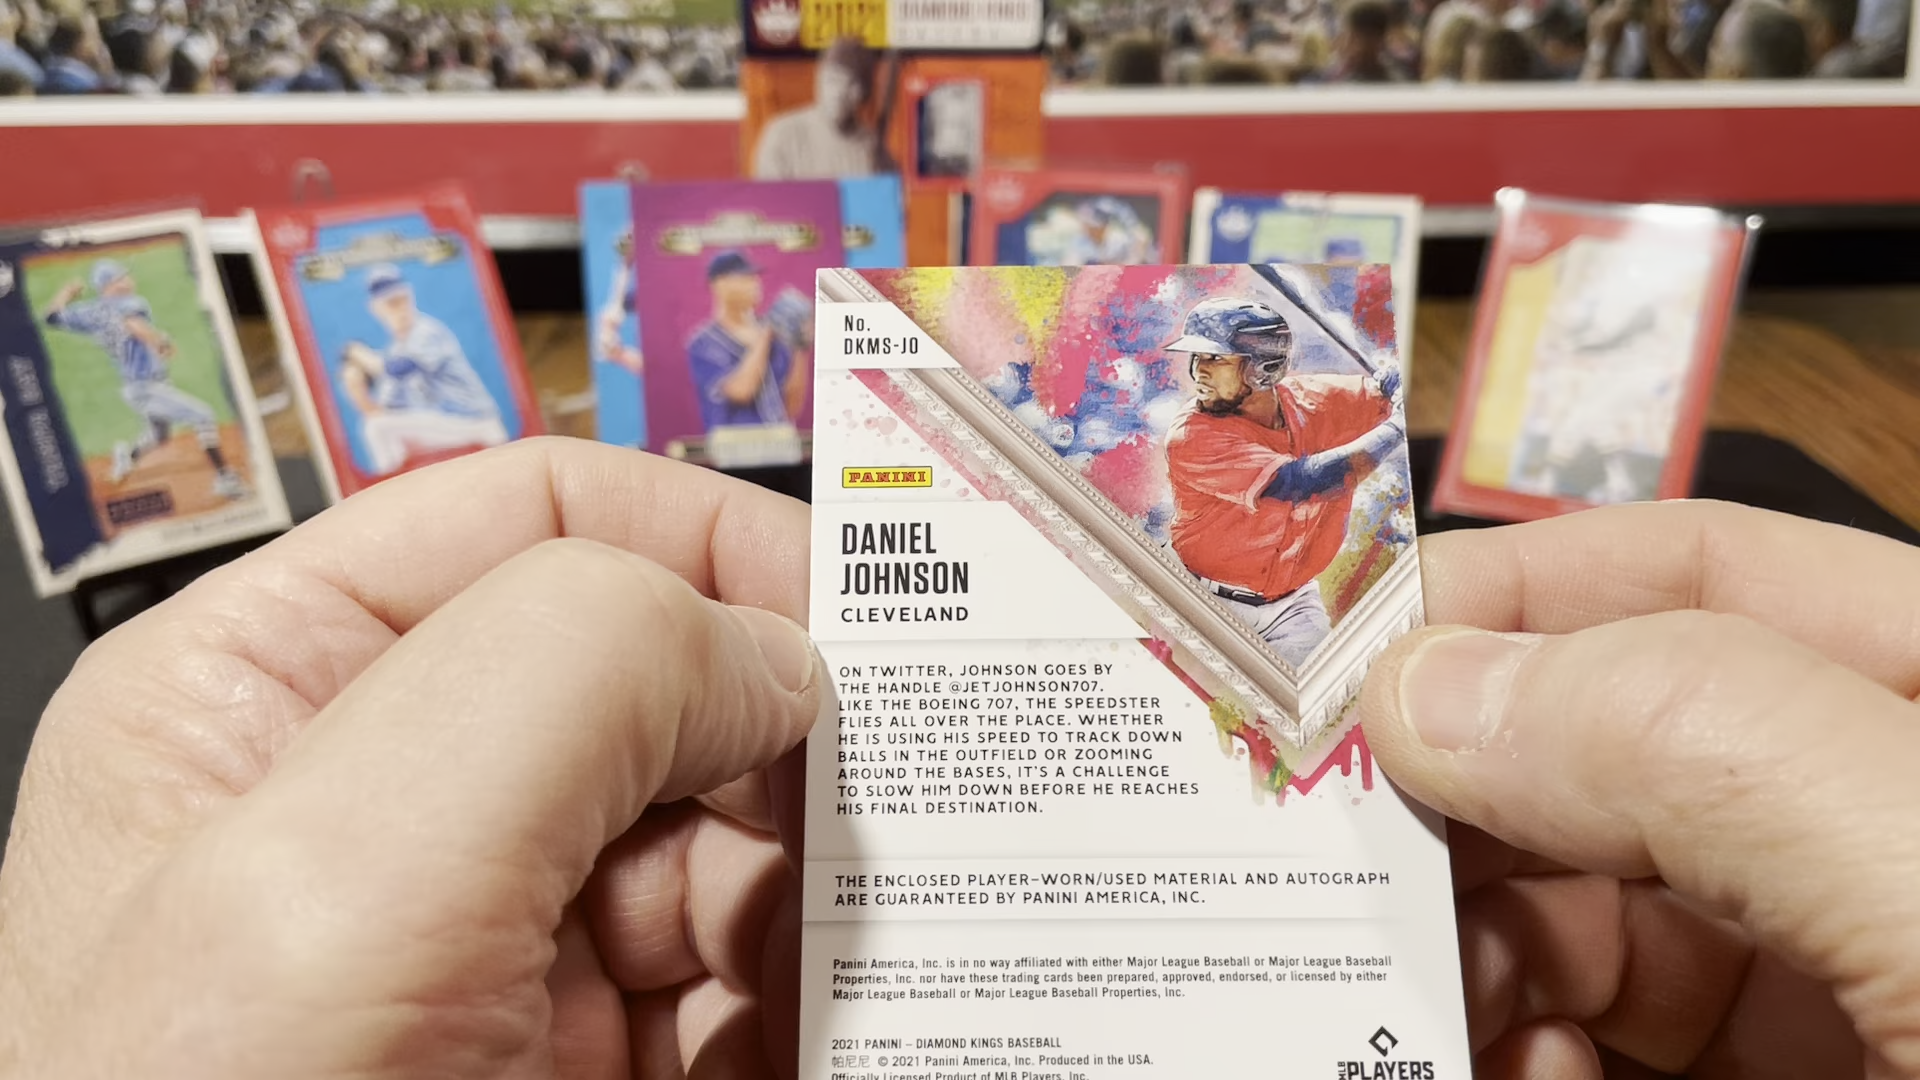 2021
No.
DKMS-JO
PANINI
DANIEL
JOHNSON
CLEVELAND
ON TWITTER, JOHNSON GOES BY
THE HANDLE @JETJOHNSON707.
LIKE THE BOEING 707, THE SPEEDSTER
FLIES ALL OVER THE PLACE. WHETHER
HE IS USING HIS SPEED TO TRACK DOWN
BALLS IN THE OUTFIELD OR ZOOMING
AROUND THE BASES, IT'S A CHALLENGE
TO SLOW HIM DOWN BEFORE HE REACHES
HIS FINAL DESTINATION.
THE ENCLOSED PLAYER-WORN/USED MATERIAL AND AUTOGRAPH
ARE GUARANTEED BY PANINI AMERICA, INC.
Panini America, Inc. is in no way affiliated with either Major League Baseball or Major League Baseball
Properties, Inc. nor have these trading cards been prepared, approved, endorsed, or licensed by either
Major League Baseball or Major League Baseball Properties, Inc.
2021 PANINI – DIAMOND KINGS BASEBALL
帕尼尼 © 2021 Panini America, Inc. Produced in the USA.
Officially Licensed Product of MLB Players, Inc.
MLB PLAYERS